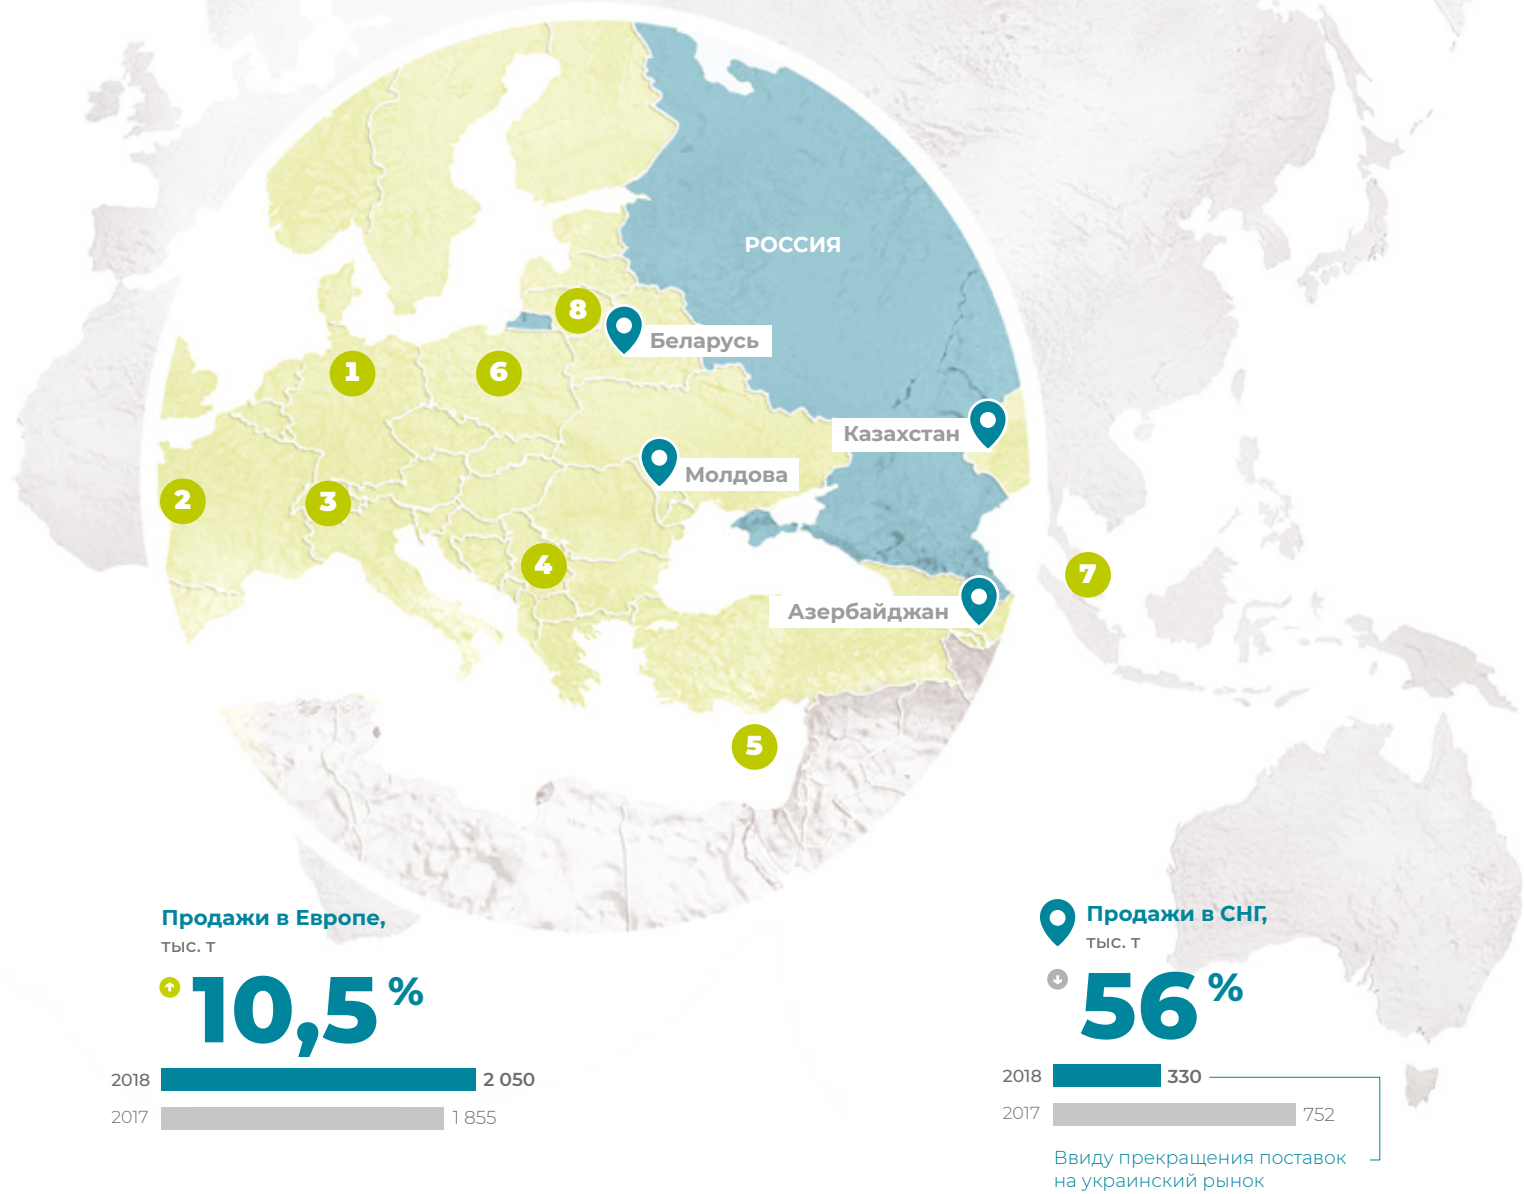 РОССИЯ
8
Беларусь
1
6
Казахстан
Молдова
2
3
4
7
Азербайджан
5
Продажи в Европе,
тыс. т
10,5 %
2018 2 050
2017 1 855
Продажи в СНГ,
тыс. т
56 %
2018 330
2017 752
Ввиду прекращения поставок
на украинский рынок